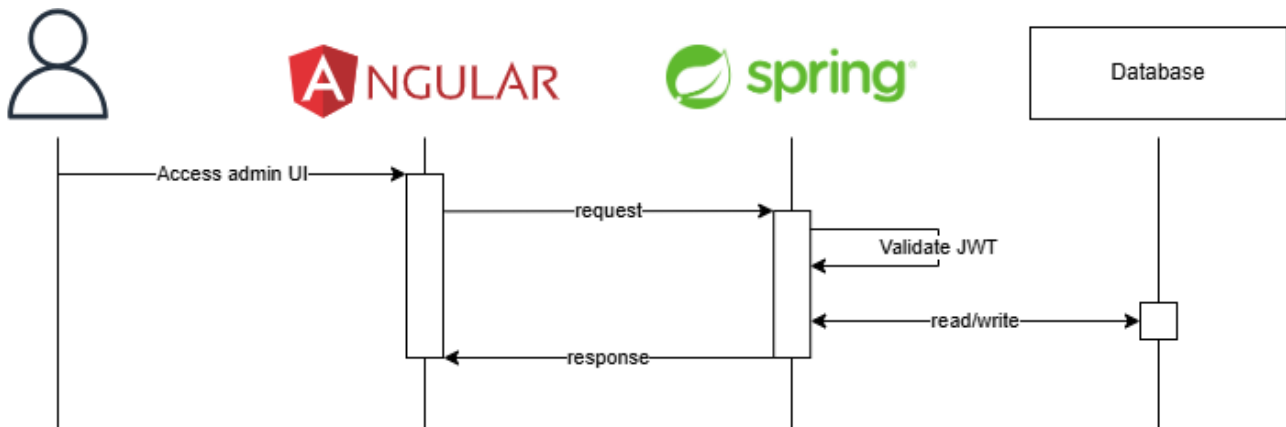 ANGULAR
spring
Database
Access admin UI
request
Validate JWT
read/write
response